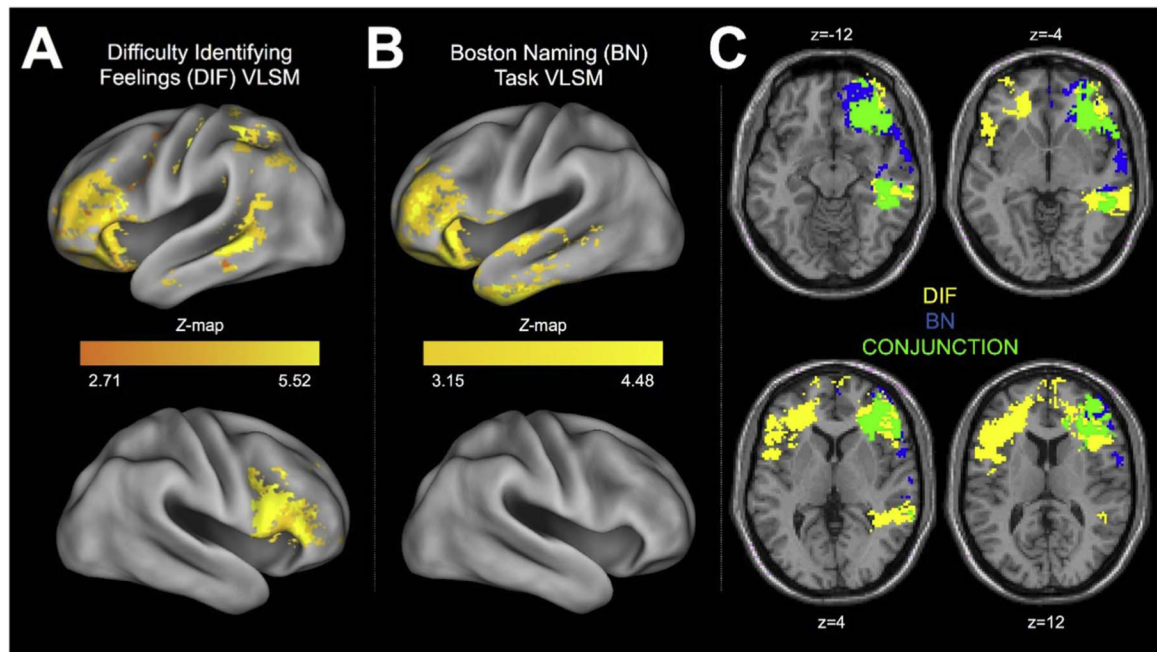 A
Difficulty Identifying
Feelings (DIF) VLSM
Z-map
2.71 5.52
B
Boston Naming (BN)
Task VLSM
Z-map
3.15 4.48
C
z=-12 z=-4
DIF
BN
CONJUNCTION
z=4 z=12